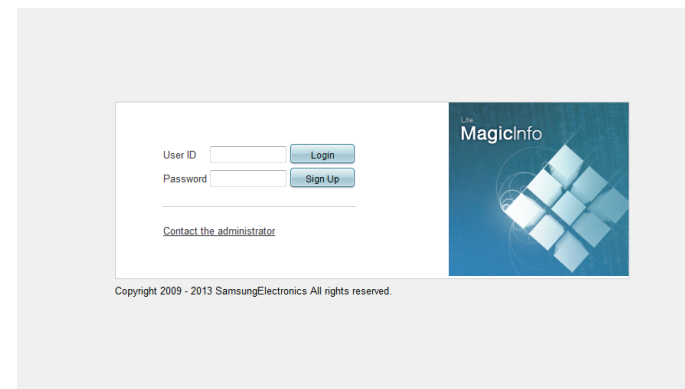 Lite
MagicInfo
User ID
Login
Password
Sign Up
Contact the administrator
Copyright 2009 - 2013 SamsungElectronics All rights reserved.